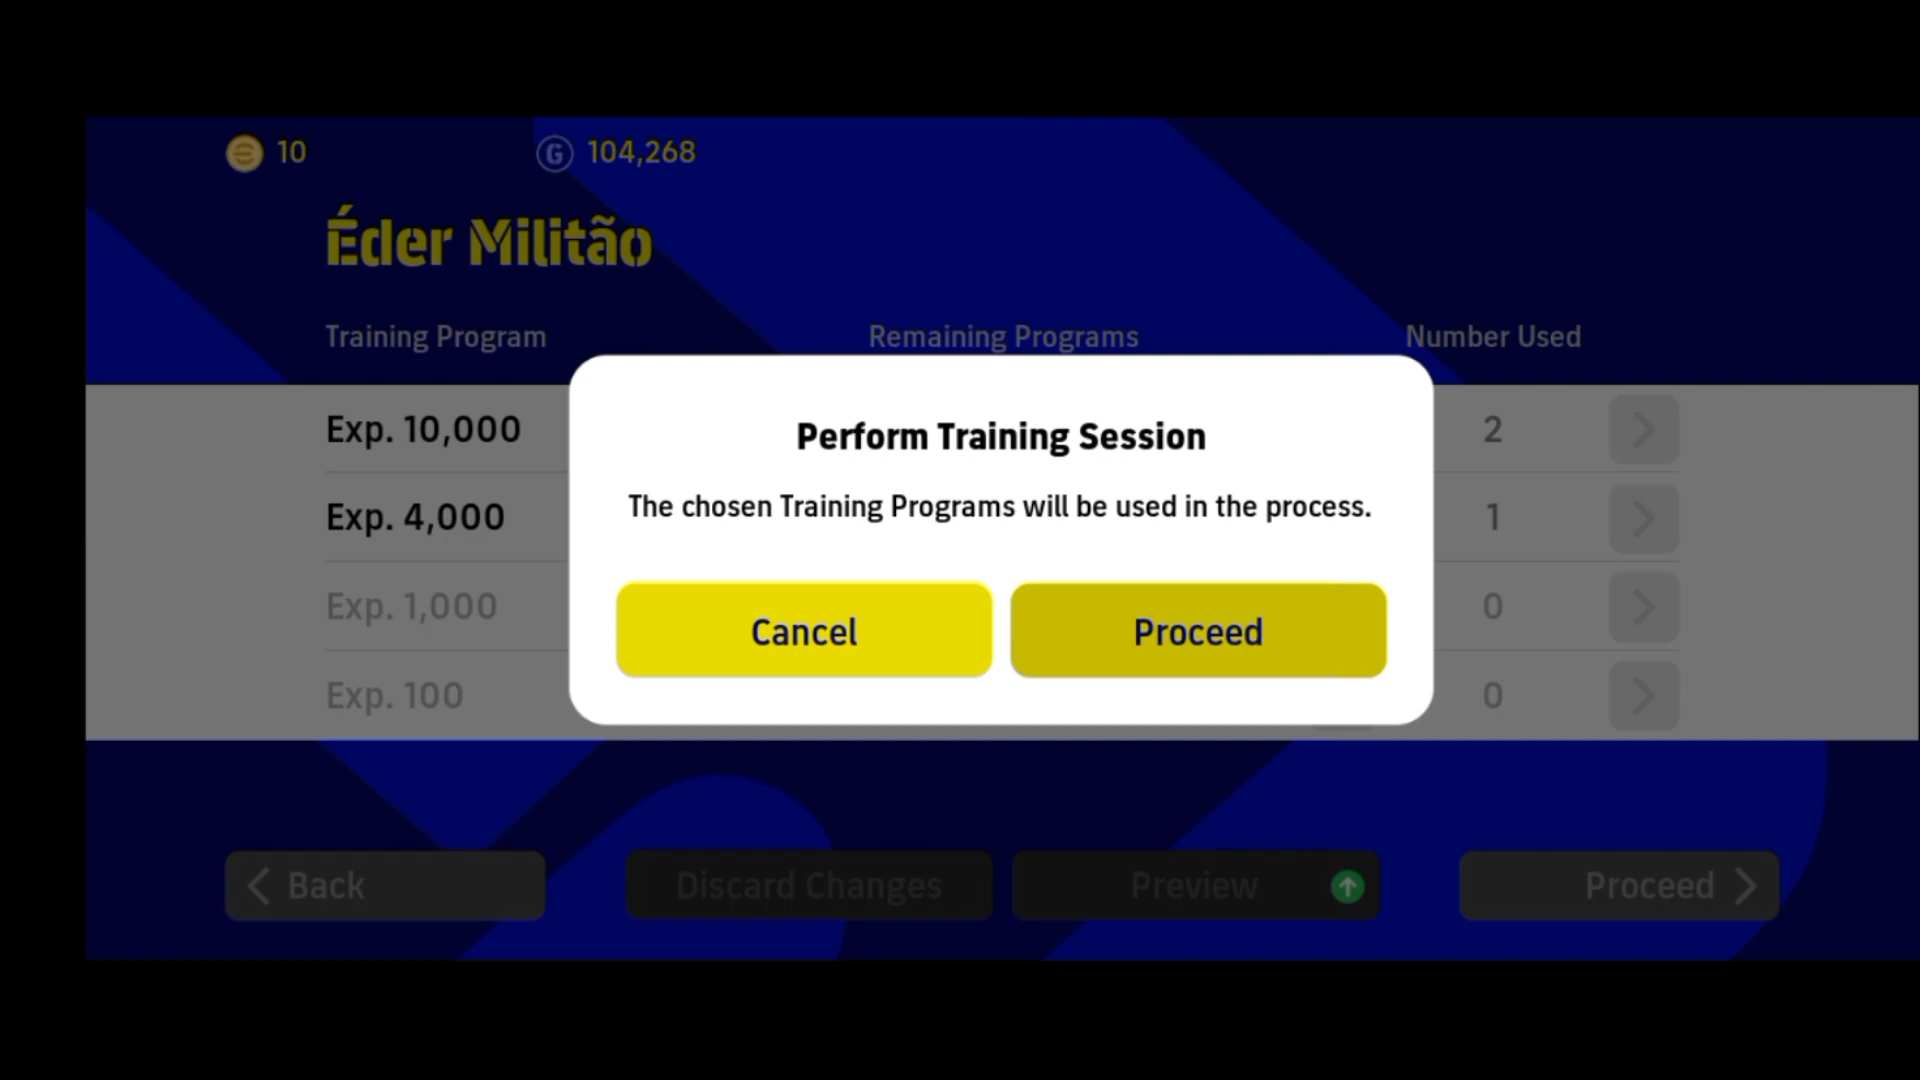 10
G 104,268
Éder Militão
Training Program Remaining Programs Number Used
Exp. 10,000 2
Exp. 4,000 1
Exp. 1,000 0
Exp. 100 0
Perform Training Session
The chosen Training Programs will be used in the process.
Cancel Proceed
Back Discard Changes Preview Proceed